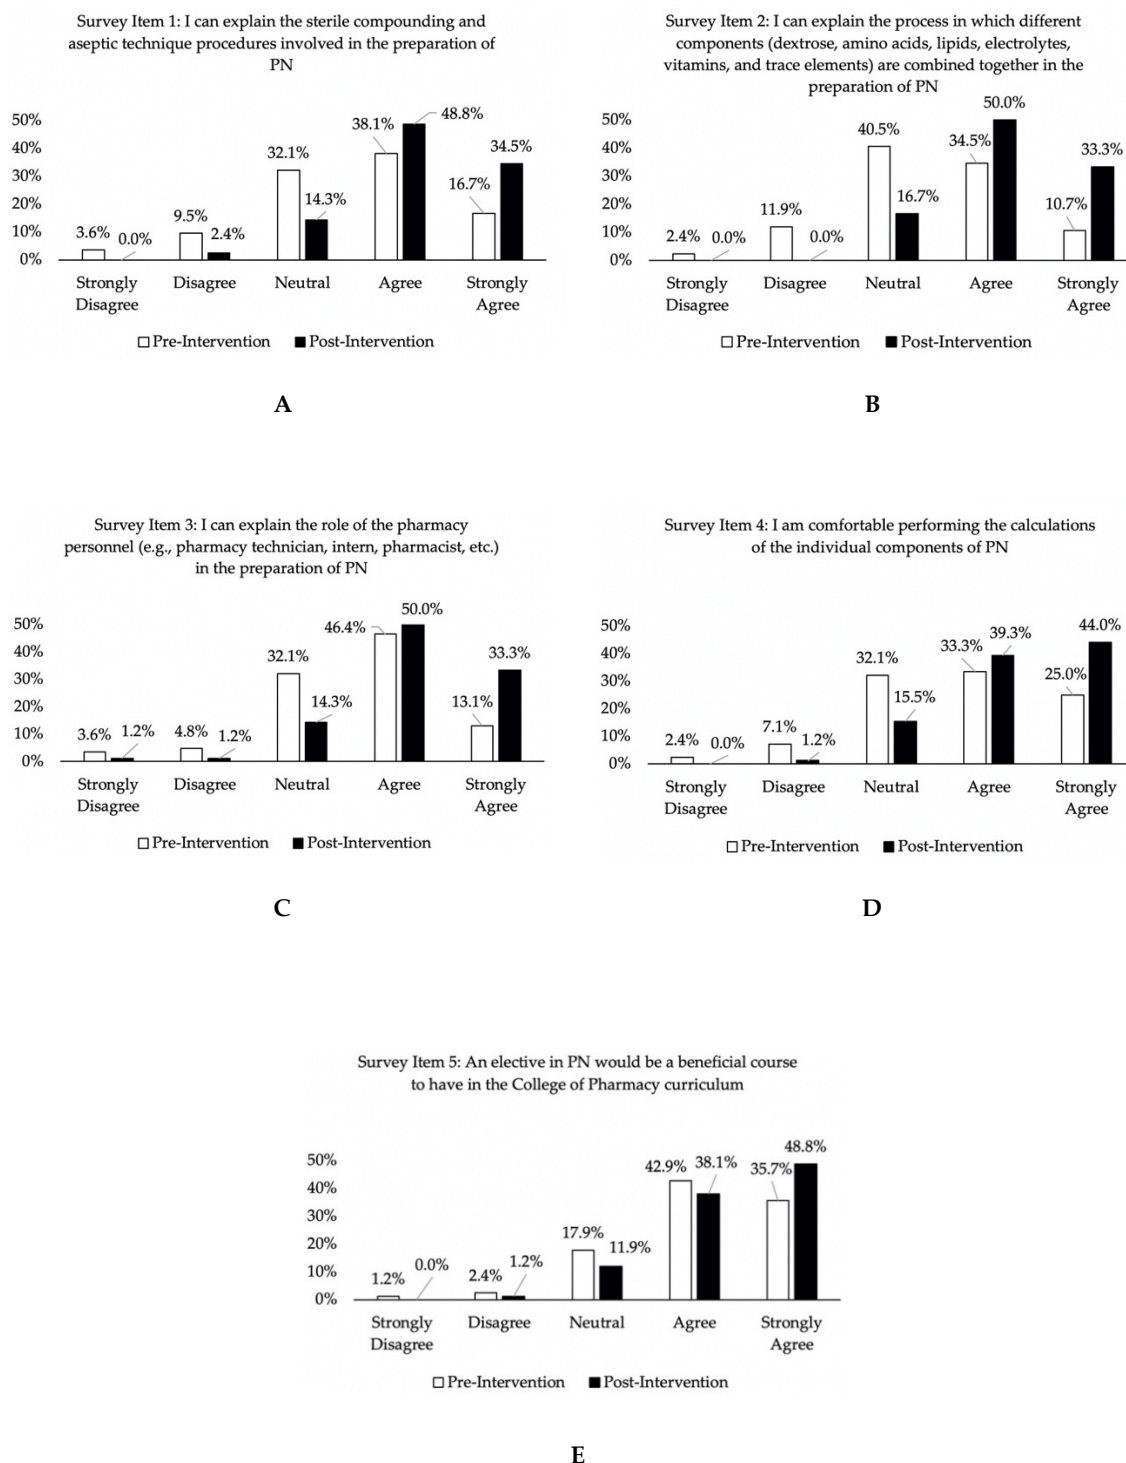 Survey Item 1: I can explain the sterile compounding and
aseptic technique procedures involved in the preparation of
PN
50%
40%
30%
20%
10%
0%
3.6%
0.0%
9.5%
2.4%
32.1%
14.3%
38.1%
48.8%
16.7%
34.5%
Strongly
Disagree
Disagree
Neutral
Agree
Strongly
Agree
Pre-Intervention
Post-Intervention
A
Survey Item 2: I can explain the process in which different
components (dextrose, amino acids, lipids, electrolytes,
vitamins, and trace elements) are combined together in the
preparation of PN
50%
40%
30%
20%
10%
0%
2.4%
0.0%
11.9%
0.0%
40.5%
16.7%
34.5%
50.0%
10.7%
33.3%
Strongly
Disagree
Disagree
Neutral
Agree
Strongly
Agree
Pre-Intervention
Post-Intervention
B
Survey Item 3: I can explain the role of the pharmacy
personnel (e.g., pharmacy technician, intern, pharmacist, etc.)
in the preparation of PN
50%
40%
30%
20%
10%
0%
3.6%
1.2%
4.8%
1.2%
32.1%
14.3%
46.4%
50.0%
13.1%
33.3%
Strongly
Disagree
Disagree
Neutral
Agree
Strongly
Agree
Pre-Intervention
Post-Intervention
C
Survey Item 4: I am comfortable performing the calculations
of the individual components of PN
50%
40%
30%
20%
10%
0%
2.4%
0.0%
7.1%
1.2%
32.1%
15.5%
33.3%
39.3%
25.0%
44.0%
Strongly
Disagree
Disagree
Neutral
Agree
Strongly
Agree
Pre-Intervention
Post-Intervention
D
Survey Item 5: An elective in PN would be a beneficial course
to have in the College of Pharmacy curriculum
50%
40%
30%
20%
10%
0%
1.2%
0.0%
2.4%
1.2%
17.9%
11.9%
42.9%
38.1%
35.7%
48.8%
Strongly
Disagree
Disagree
Neutral
Agree
Strongly
Agree
Pre-Intervention
Post-Intervention
E